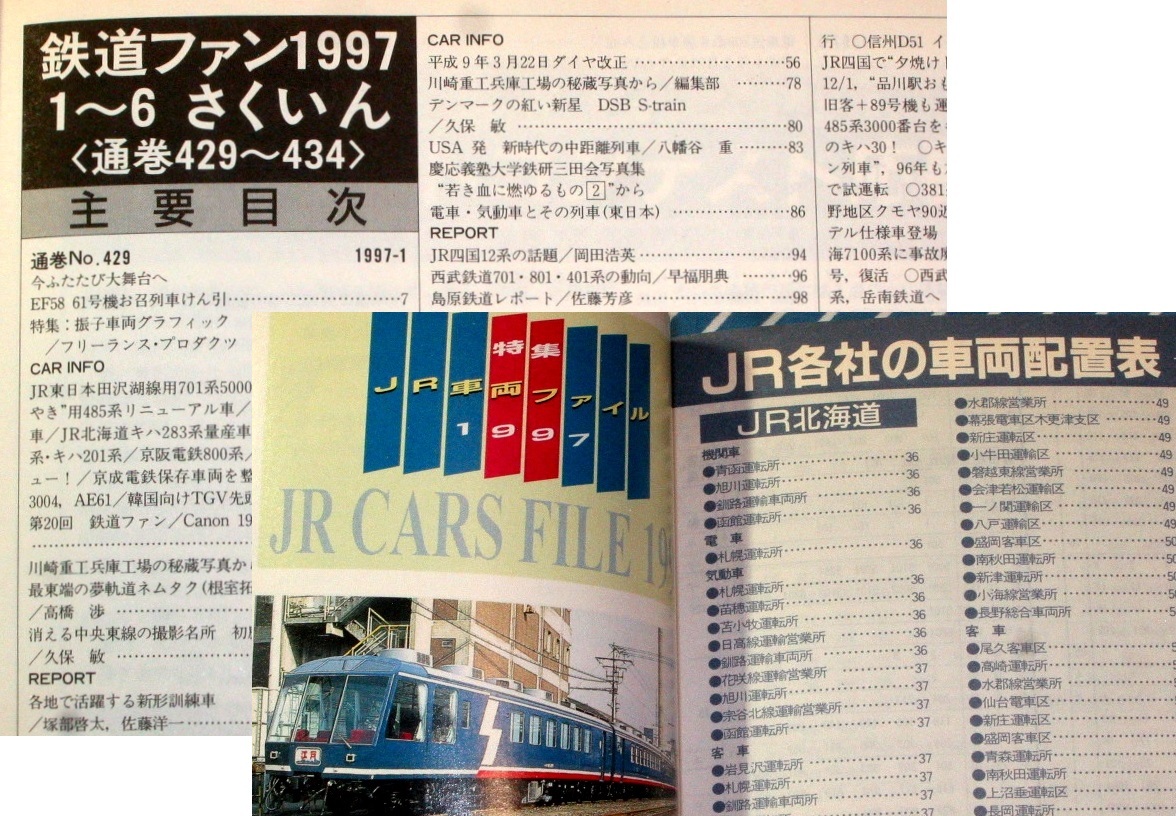 鉄道ファン1997
1〜6 さくいん
〈通巻429〜434〉
主要目次
通巻No.429 1997-1
今ふたたび大舞台へ
EF58 61号機お召列車けん引……7
特集：振子車両グラフィック
／フリーランス・プロダクツ
CAR INFO
JR東日本田沢湖線用701系5000
やき”用485系リニューアル車／
車／JR北海道キハ283系量産車
系・キハ201系／京阪電鉄800系／
ュー！／京成電鉄保存車両を整
3004，AE61／韓国向けTGV先頭
第20回 鉄道ファン／Canon 19
川崎重工兵庫工場の秘蔵写真か
最東端の夢軌道ネムタク(根室拓
／高橋 渉
消える中央東線の撮影名所 初
／久保 敏
REPORT
各地で活躍する新形訓練車
／塚部啓太，佐藤洋一
CAR INFO
平成9年3月22日ダイヤ改正……56
川崎重工兵庫工場の秘蔵写真から／編集部……78
デンマークの紅い新星 DSB S-train
／久保 敏……80
USA発 新時代の中距離列車／八幡谷 重……83
慶応義塾大学鉄研三田会写真集
“若き血に燃ゆるもの2”から
電車・気動車とその列車(東日本)……86
REPORT
JR四国12系の話題／岡田浩英……94
西武鉄道701・801・401系の動向／早福朋典……96
島原鉄道レポート／佐藤芳彦……98
行 ○信州D51 イ
JR四国で“夕焼け
12/1，“品川駅お
旧客＋89号機も運
485系3000番台を
のキハ30！ ○キ
ン列車”，96年も
で試運転 ○381
野地区クモヤ90近
デル仕様車登場
海7100系に事故
号，復活 ○西武
系，岳南鉄道へ
特集
JR車両ファイル
1997
JR CARS FILE 19
江月
JR各社の車両配置表
JR北海道
機関車
●青函運転所……36
●旭川運転所……36
●釧路運輸車両所……36
●函館運転所……36
電車
●札幌運転所……36
気動車
●札幌運転所……36
●苗穂運転所……36
●苫小牧運転所……36
●日高線運輸営業所……36
●釧路運輸車両所……36
●花咲線運輸営業所……37
●旭川運転所……37
●宗谷北線運輸営業所……37
●函館運転所……37
客車
●岩見沢運転所……37
●札幌運転所……37
●釧路運輸車両所……37
●水郡線営業所……49
●幕張電車区木更津支区……49
●新庄運転区……49
●小牛田運輸区……49
●磐越東線営業所……49
●会津若松運輸区……49
●一ノ関運輸区……49
●八戸運輸区……49
●盛岡客車区……50
●南秋田運転所……50
●新津運転所……50
●小海線営業所……5
●長野総合車両所……5
客車
●尾久客車区
●高崎運転所
●水郡線営業所
●仙台電車区
●新庄運転区
●盛岡客車区
●青森運転所
●南秋田運転所
●上沼垂運転区
●長岡運転所